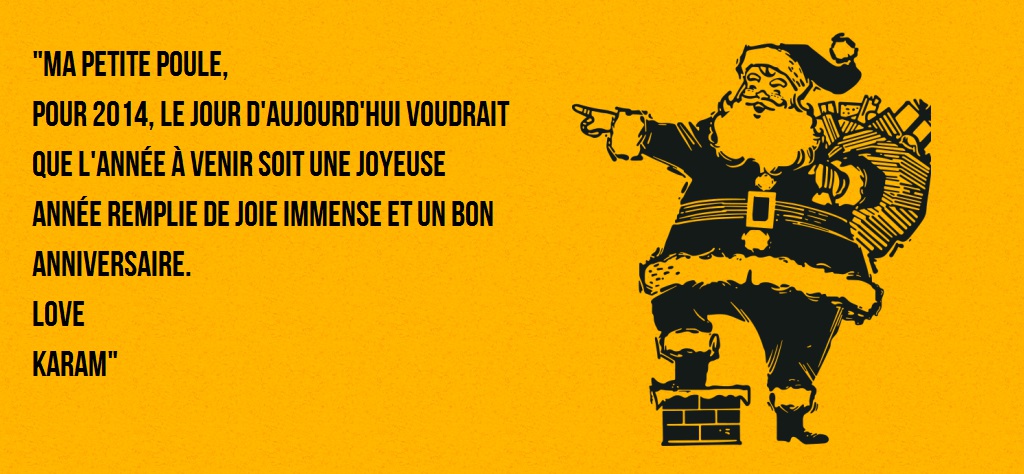 "MA PETITE POULE,
POUR 2014, LE JOUR D'AUJOURD'HUI VOUDRAIT
QUE L'ANNÉE À VENIR SOIT UNE JOYEUSE
ANNÉE REMPLIE DE JOIE IMMENSE ET UN BON
ANNIVERSAIRE.
LOVE
KARAM"